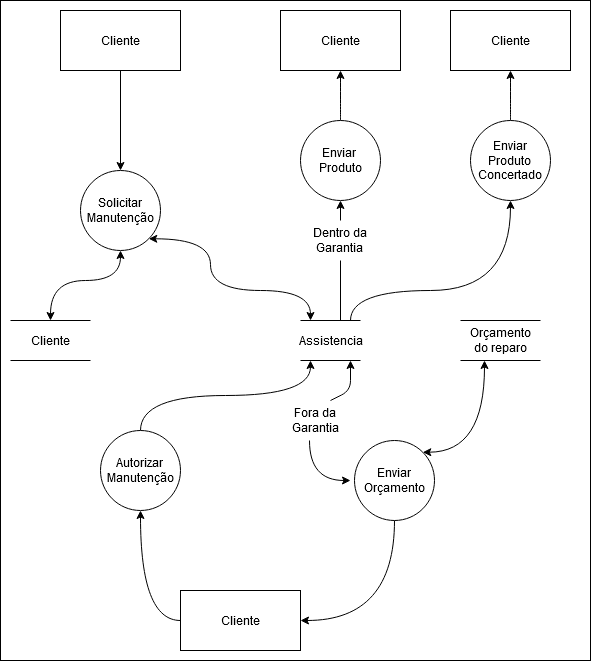 Cliente
Cliente
Cliente
Enviar
Produto
Enviar
Produto
Concertado
Solicitar
Manutenção
Dentro da
Garantia
Cliente
Assistencia
Orçamento
do reparo
Fora da
Garantia
Autorizar
Manutenção
Enviar
Orçamento
Cliente